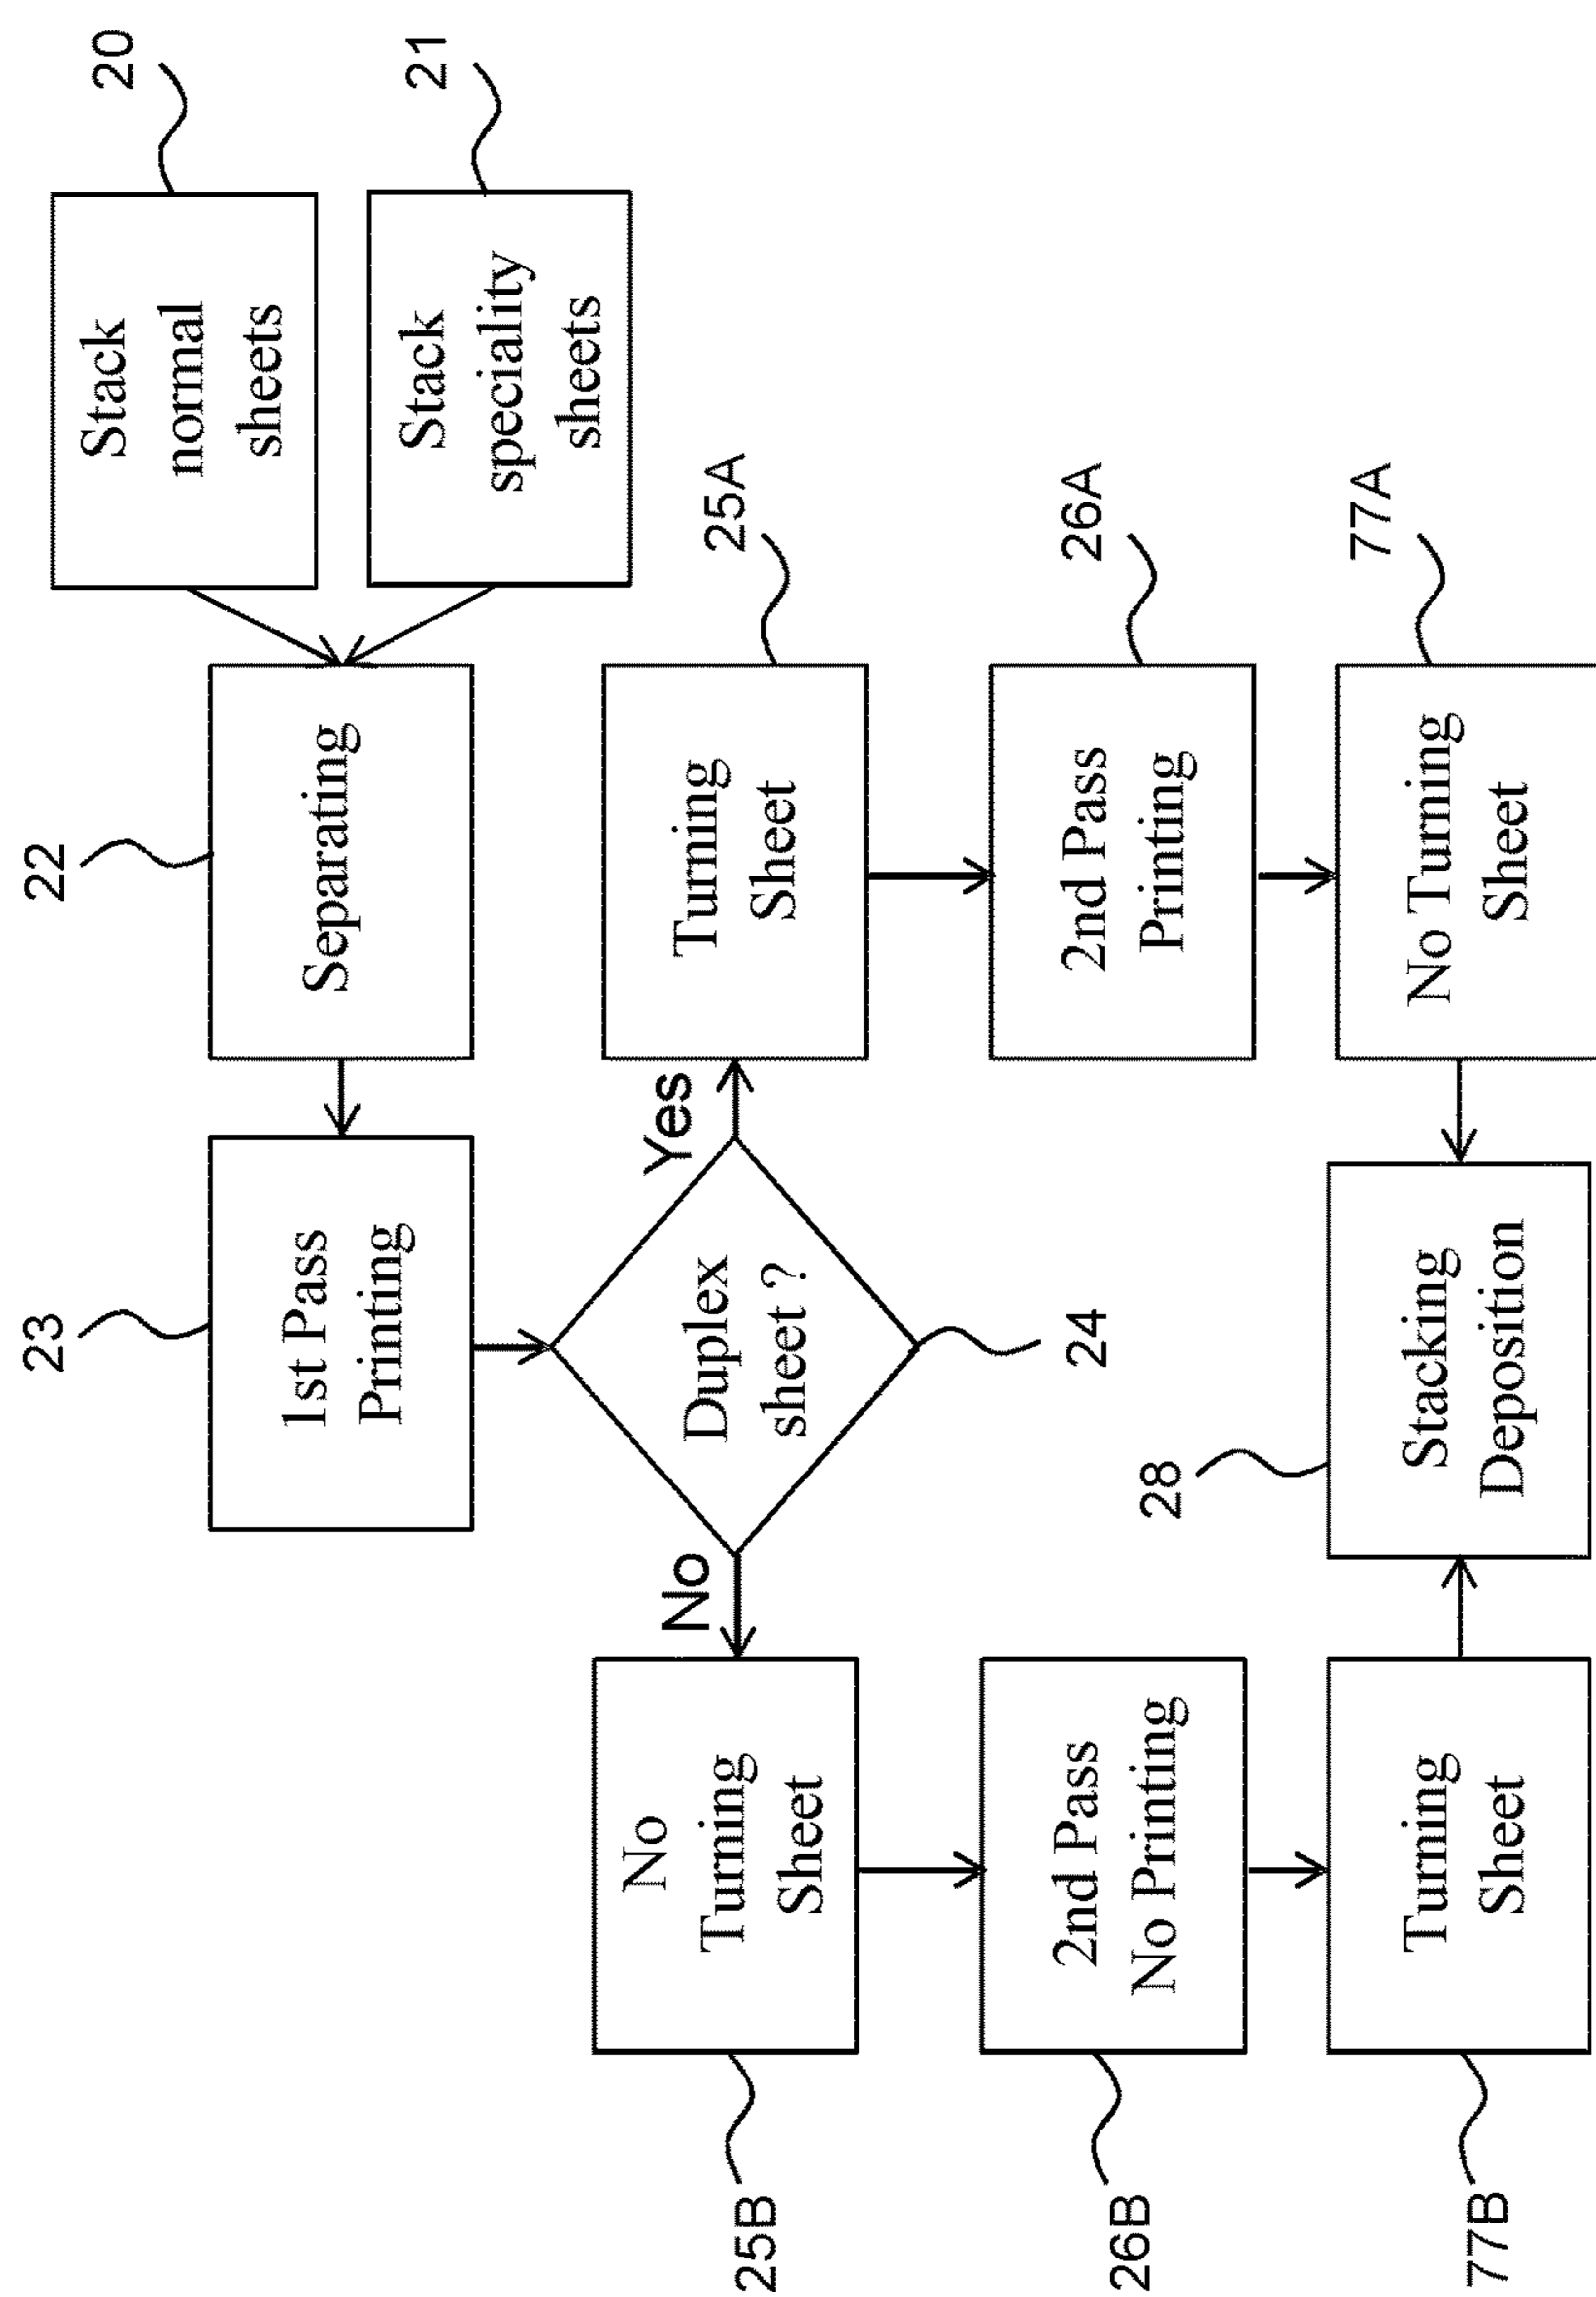 20
Stack
normal
sheets
21
Stack
speciality
sheets
22
Separating
23
1st Pass
Printing
Duplex
sheet ?
24
Yes
No
Turning
Sheet
25A
No
Turning
Sheet
25B
2nd Pass
Printing
26A
2nd Pass
No Printing
26B
No Turning
Sheet
77A
Turning
Sheet
77B
Stacking
Deposition
28